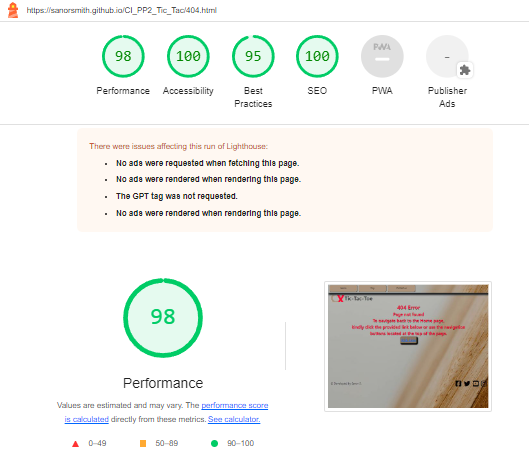 https://sanorsmith.github.io/CI_PP2_Tic_Tac/404.html
98 100 95 100 PWA -
Performance Accessibility Best Practices SEO PWA Publisher Ads
There were issues affecting this run of Lighthouse:
No ads were requested when fetching this page.
No ads were rendered when rendering this page.
The GPT tag was not requested.
No ads were rendered when rendering this page.
98
Performance
Values are estimated and may vary. The performance score
is calculated directly from these metrics. See calculator.
0–49 50–89 90–100
Tic-Tac-Toe
404 Error
Page not found
To navigate back to the Home page,
kindly click the provided link below or use the navigation
buttons located at the top of the page.